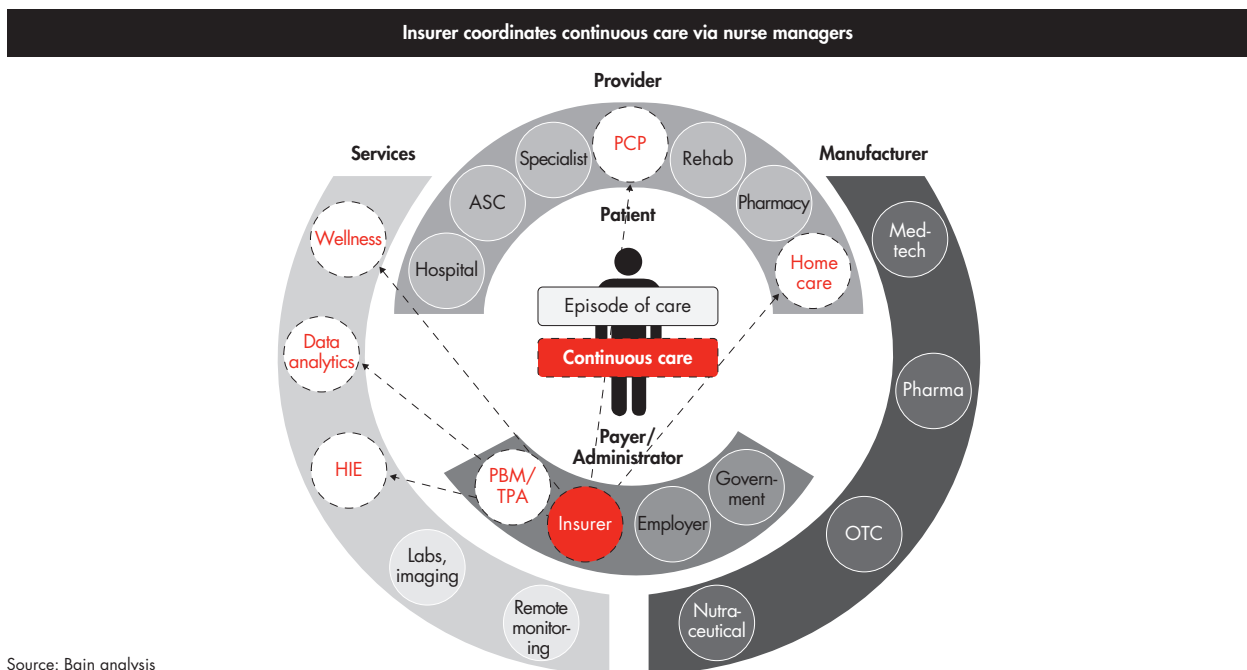 Insurer coordinates continuous care via nurse managers
Provider
Services
Manufacturer
PCP
Specialist
Rehab
ASC
Pharmacy
Hospital
Home
care
Patient
Episode of care
Continuous care
Wellness
Data
analytics
HIE
Labs,
imaging
Remote
monitor-
ing
Payer/
Administrator
PBM/
TPA
Insurer
Employer
Govern-
ment
Med-
tech
Pharma
OTC
Nutra-
ceutical
Source: Bain analysis